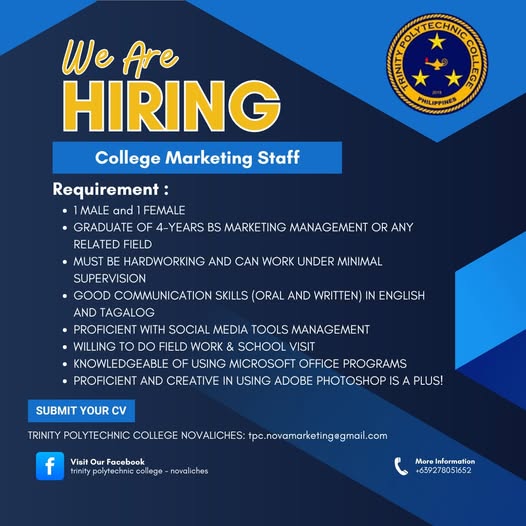 We Are
HIRING
TRINITY POLYTECHNIC COLLEGE
2019
PHILIPPINES
College Marketing Staff
Requirement :
• 1 MALE and 1 FEMALE
• GRADUATE OF 4-YEARS BS MARKETING MANAGEMENT OR ANY
RELATED FIELD
• MUST BE HARDWORKING AND CAN WORK UNDER MINIMAL
SUPERVISION
• GOOD COMMUNICATION SKILLS (ORAL AND WRITTEN) IN ENGLISH
AND TAGALOG
• PROFICIENT WITH SOCIAL MEDIA TOOLS MANAGEMENT
• WILLING TO DO FIELD WORK & SCHOOL VISIT
• KNOWLEDGEABLE OF USING MICROSOFT OFFICE PROGRAMS
• PROFICIENT AND CREATIVE IN USING ADOBE PHOTOSHOP IS A PLUS!
SUBMIT YOUR CV
TRINITY POLYTECHNIC COLLEGE NOVALICHES: tpc.novamarketing@gmail.com
Visit Our Facebook
trinity polytechnic college - novaliches
More Information
+639278051652